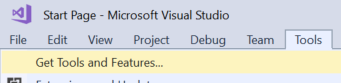 Start Page - Microsoft Visual Studio
File Edit View Project Debug Team Tools
Get Tools and Features...